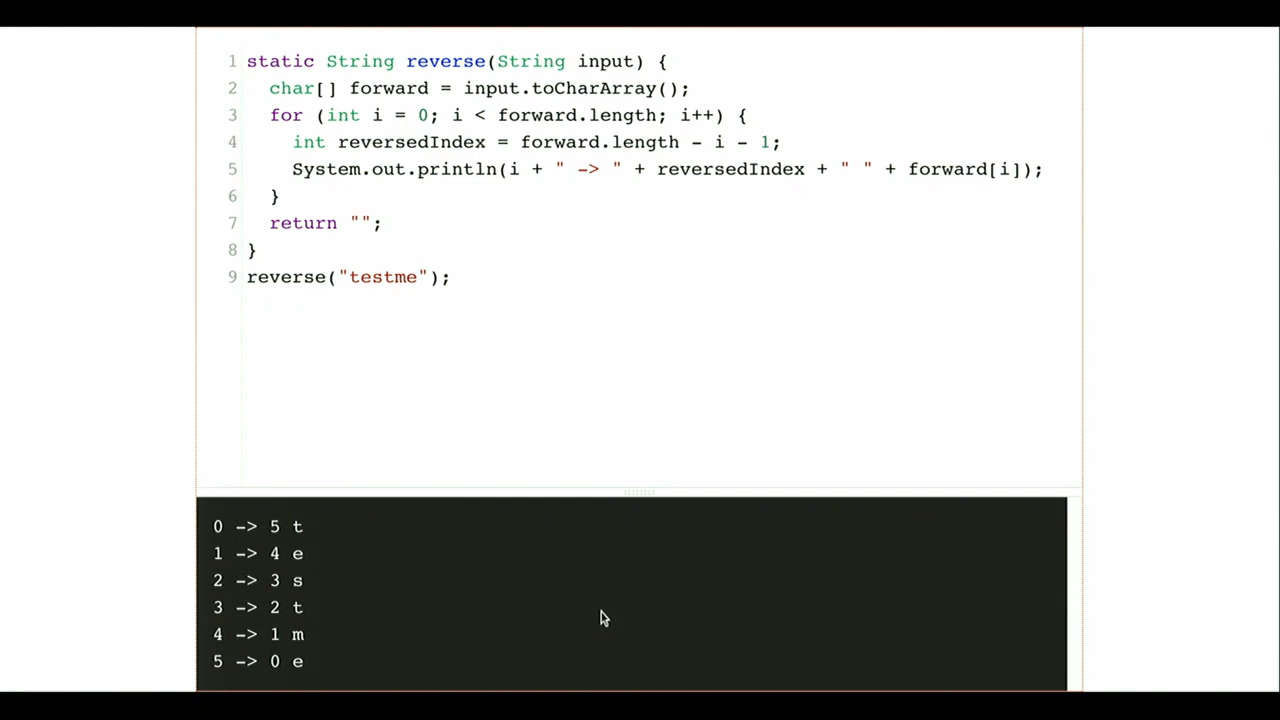 1 static String reverse(String input) {
2 char[] forward = input.toCharArray();
3 for (int i = 0; i < forward.length; i++) {
4 int reversedIndex = forward.length - i - 1;
5 System.out.println(i + " -> " + reversedIndex + " " + forward[i]);
6 }
7 return "";
8 }
9 reverse("testme");
0 -> 5 t
1 -> 4 e
2 -> 3 s
3 -> 2 t
4 -> 1 m
5 -> 0 e